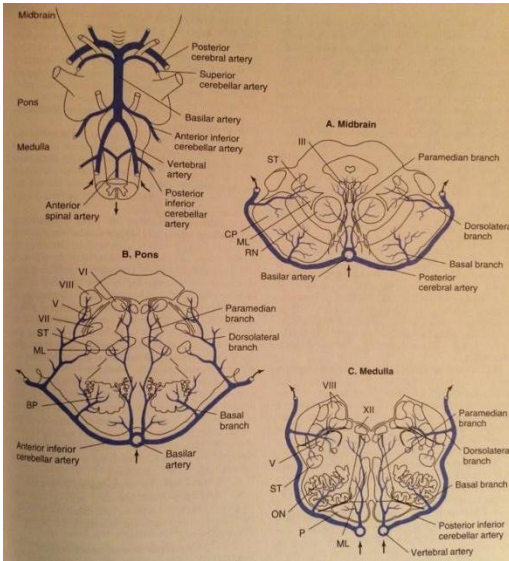 Midbrain
Posterior
cerebral artery
Superior
cerebellar artery
Pons
Basilar artery
Anterior inferior
cerebellar artery
Medulla
Vertebral
artery
Anterior
spinal artery
Posterior
inferior
cerebellar
artery
A. Midbrain
III
ST
Paramedian branch
CP
ML
RN
Dorsolateral
branch
Basal branch
Basilar artery
Posterior
cerebral artery
B. Pons
VI
VIII
V
VII
ST
ML
BP
Paramedian
branch
Dorsolateral
branch
Basal
branch
Anterior inferior
cerebellar artery
Basilar
artery
C. Medulla
VIII
XII
Paramedian
branch
Dorsolateral
branch
V
ST
Basal branch
ON
P
ML
Posterior inferior
cerebellar artery
Vertebral artery